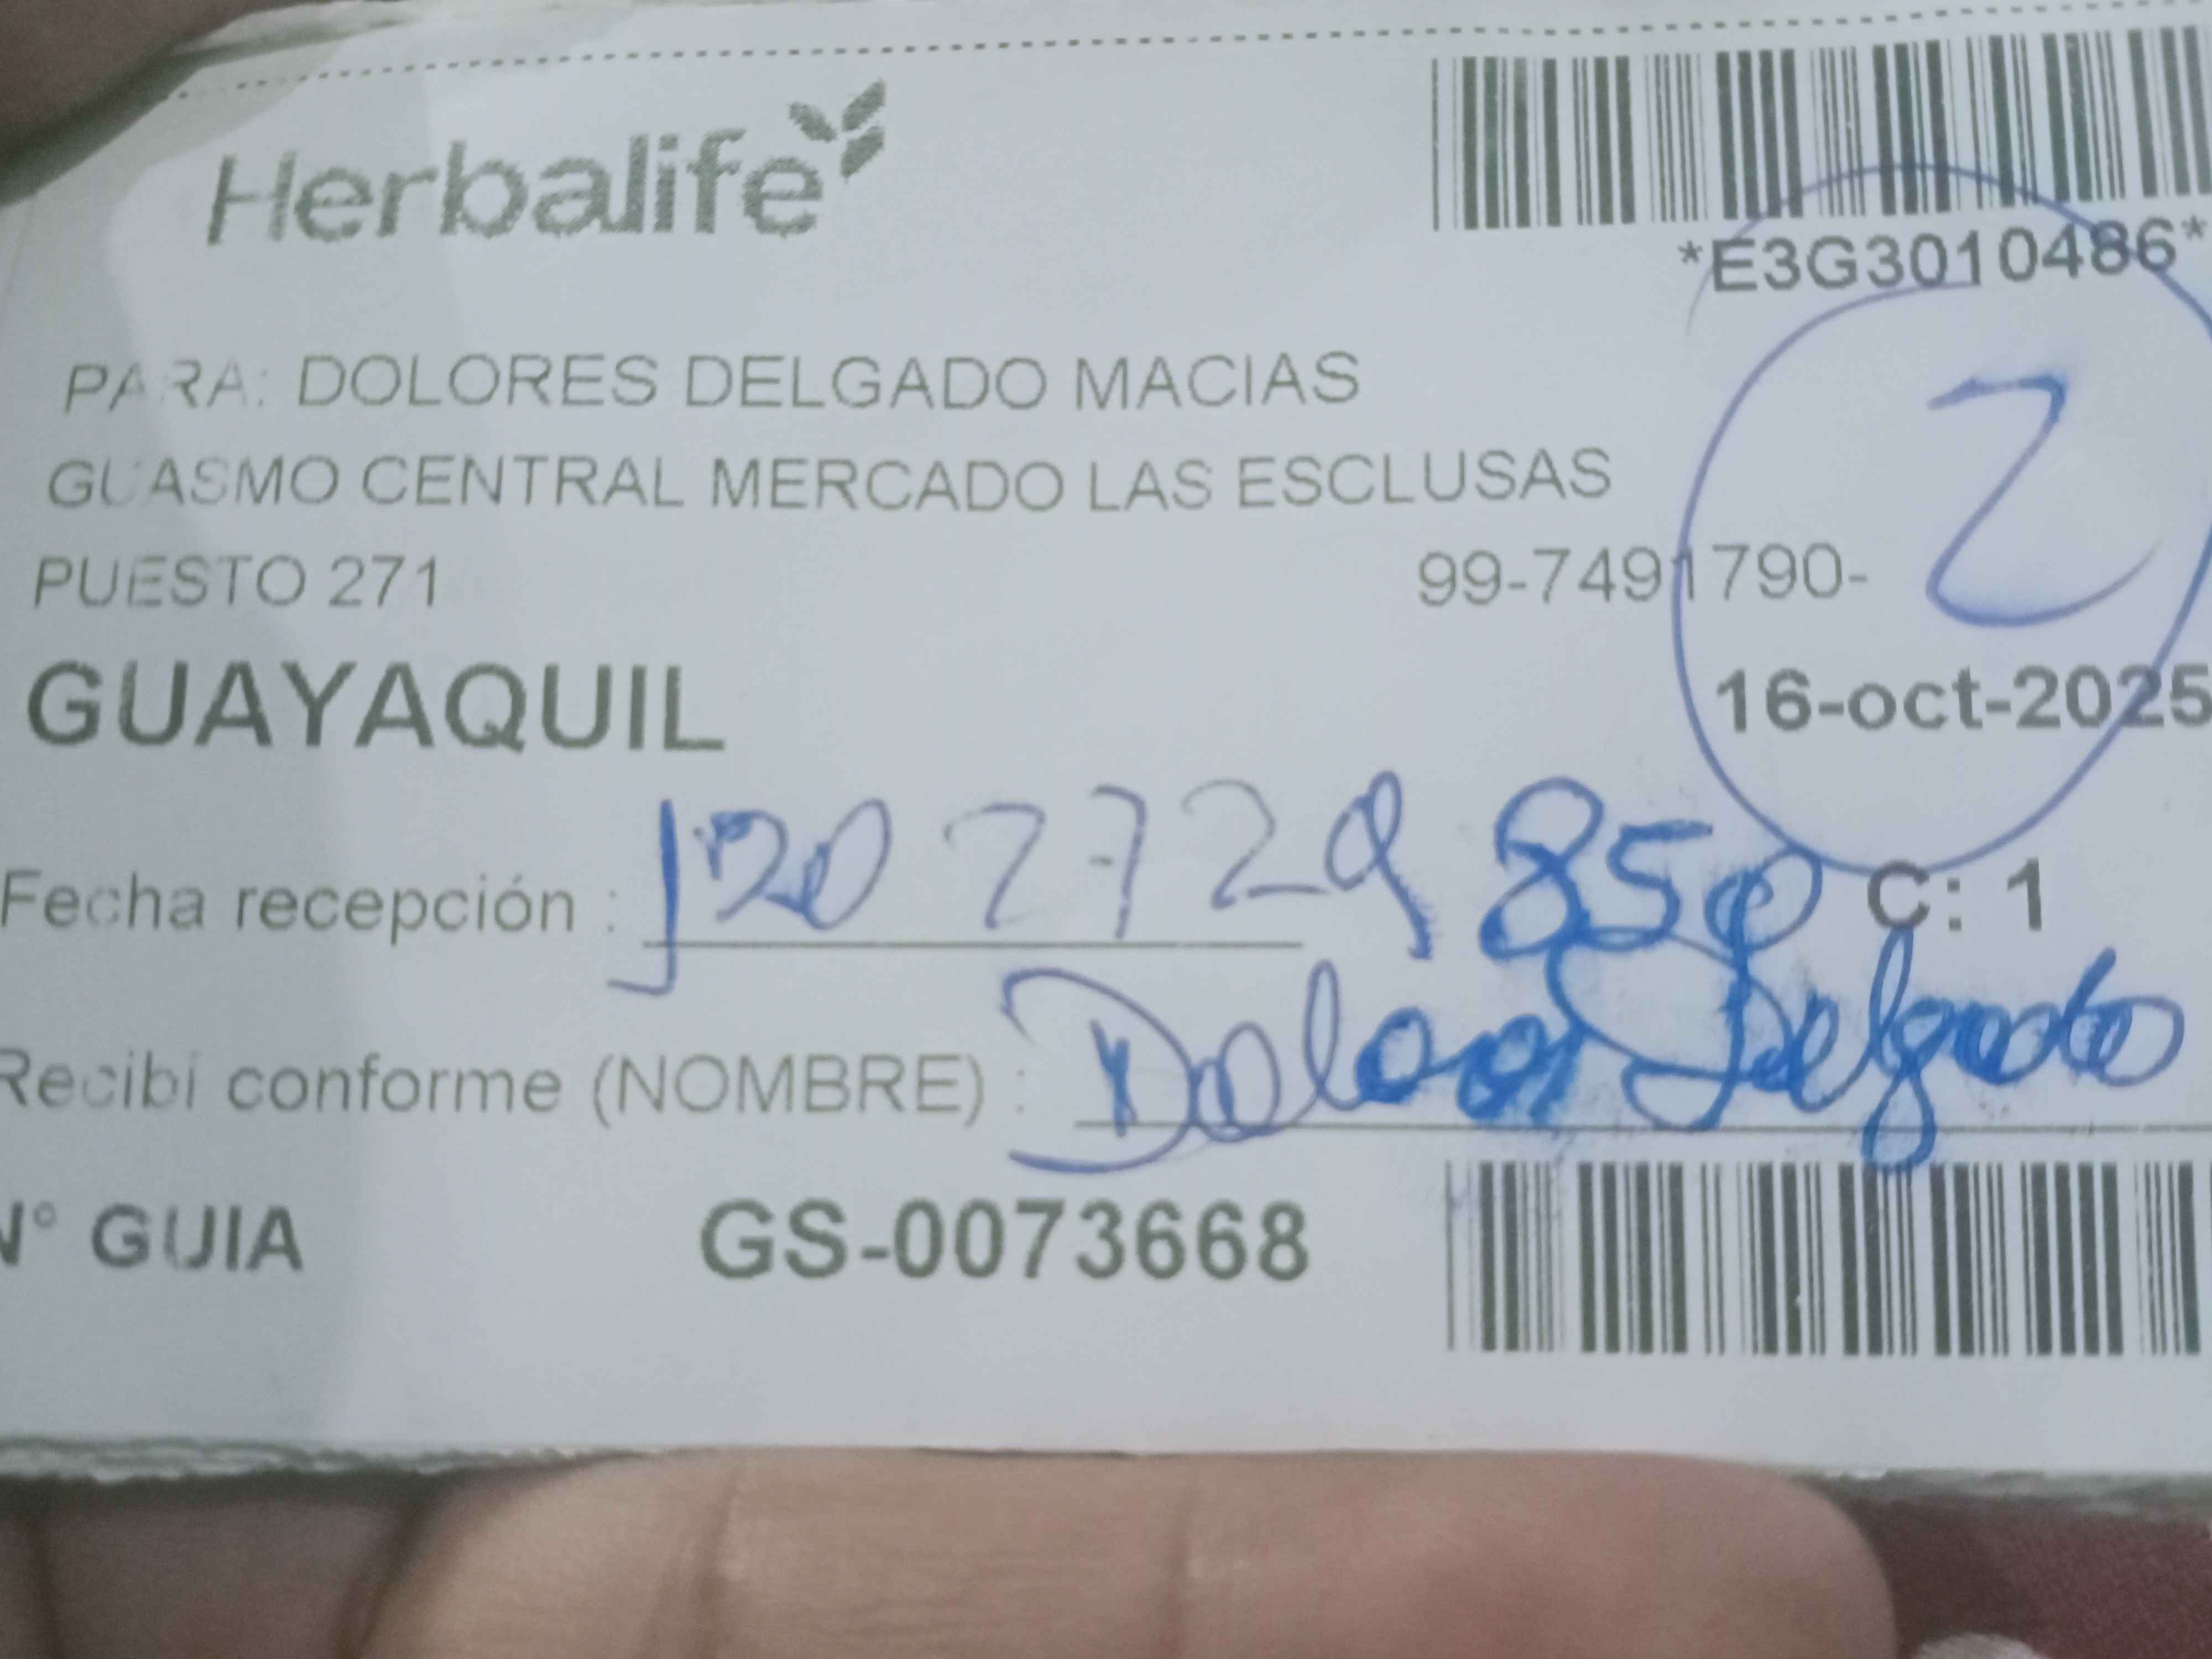 Herbalife
*E3G3010486*
PARA: DOLORES DELGADO MACIAS
GUASMO CENTRAL MERCADO LAS ESCLUSAS
PUESTO 271 99-7491790-
2
GUAYAQUIL 16-oct-2025
Fecha recepción : C: 1
Recibí conforme (NOMBRE) : Dolores Delgado
N° GUIA GS-0073668